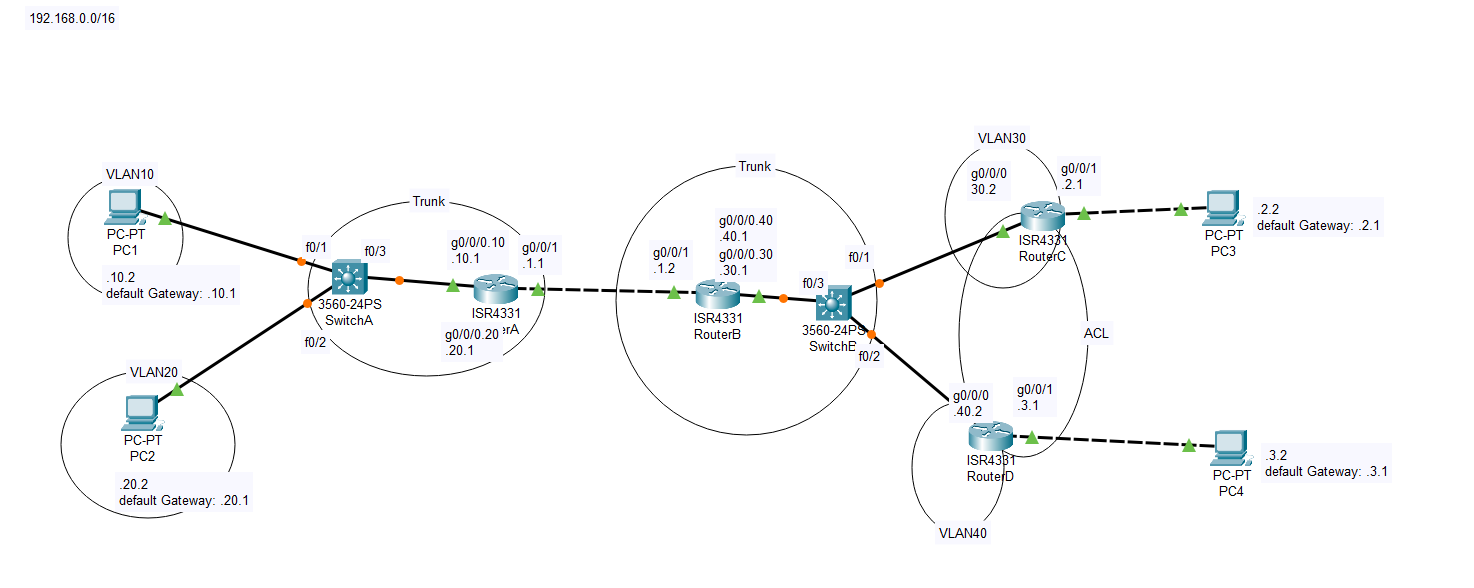 192.168.0.0/16
VLAN10
PC-PT
PC1
.10.2
default Gateway: .10.1
VLAN20
PC-PT
PC2
.20.2
default Gateway: .20.1
Trunk
f0/1
f0/3
f0/2
3560-24PS
SwitchA
g0/0/0.10
.10.1
g0/0/1
.1.1
ISR4331
rA
g0/0/0.20
.20.1
Trunk
g0/0/1
.1.2
g0/0/0.40
.40.1
g0/0/0.30
.30.1
ISR4331
RouterB
f0/3
f0/1
3560-24PS
SwitchB
f0/2
VLAN30
g0/0/0
30.2
g0/0/1
.2.1
ISR4331
RouterC
.2.2
default Gateway: .2.1
PC-PT
PC3
ACL
g0/0/0
.40.2
g0/0/1
.3.1
ISR4331
RouterD
VLAN40
.3.2
default Gateway: .3.1
PC-PT
PC4